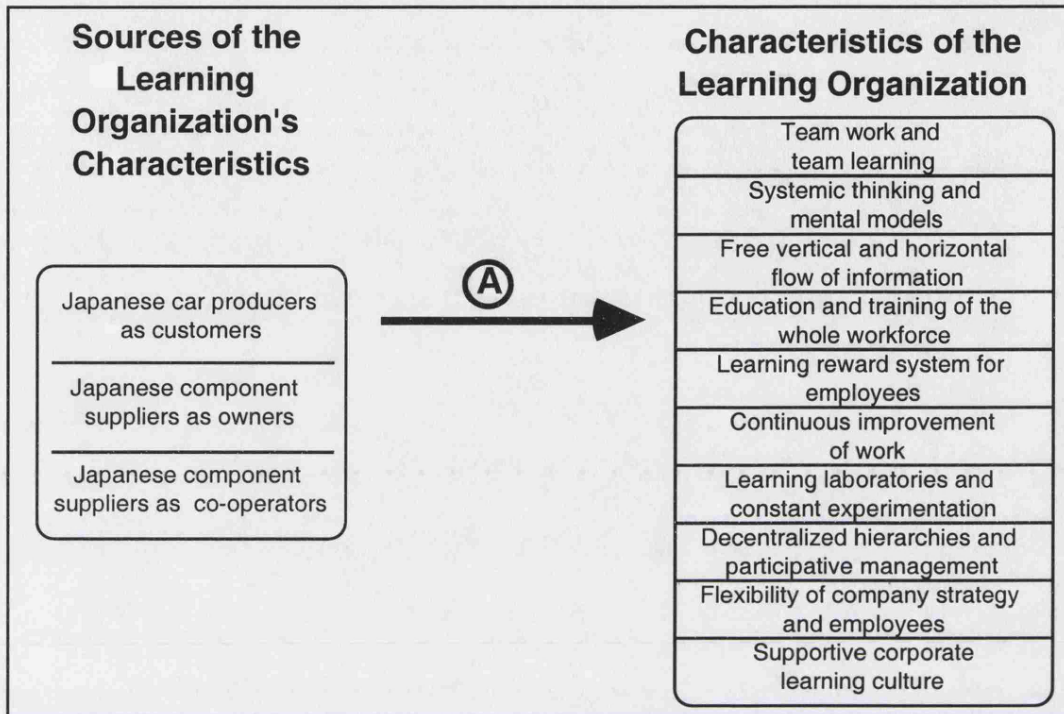 Sources of the
Learning
Organization's
Characteristics
Japanese car producers
as customers
Japanese component
suppliers as owners
Japanese component
suppliers as co-operators
A
Characteristics of the
Learning Organization
Team work and
team learning
Systemic thinking and
mental models
Free vertical and horizontal
flow of information
Education and training of the
whole workforce
Learning reward system for
employees
Continuous improvement
of work
Learning laboratories and
constant experimentation
Decentralized hierarchies and
participative management
Flexibility of company strategy
and employees
Supportive corporate
learning culture